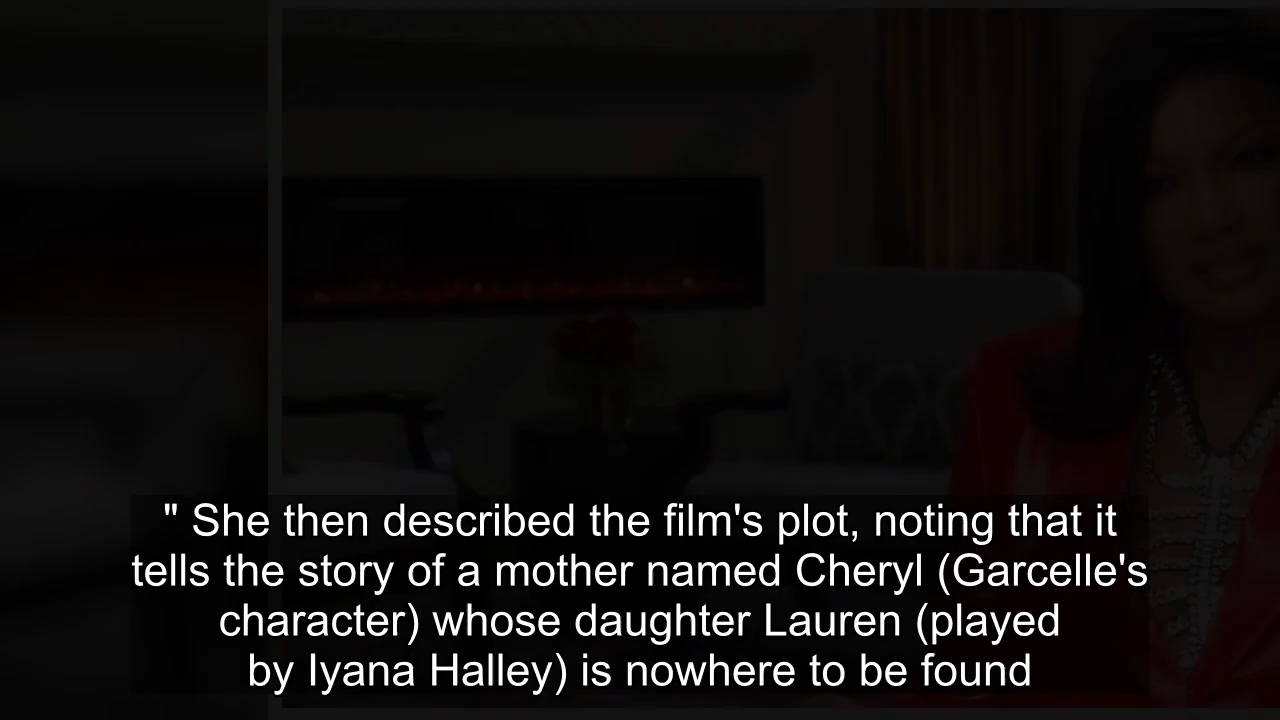 " She then described the film's plot, noting that it
tells the story of a mother named Cheryl (Garcelle's
character) whose daughter Lauren (played
by Iyana Halley) is nowhere to be found